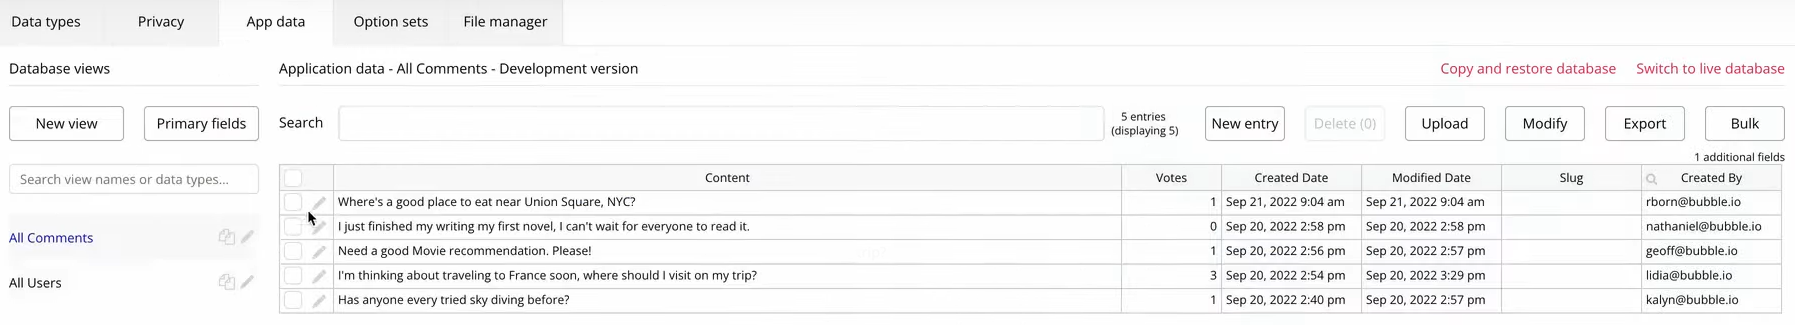 Data types Privacy App data Option sets File manager
Database views
Application data - All Comments - Development version Copy and restore database Switch to live database
New view Primary fields Search 5 entries (displaying 5) New entry Delete (0) Upload Modify Export Bulk
1 additional fields
Search view names or data types...
Content Votes Created Date Modified Date Slug Created By
Where's a good place to eat near Union Square, NYC? 1 Sep 21, 2022 9:04 am Sep 21, 2022 9:04 am rborn@bubble.io
I just finished my writing my first novel, I can't wait for everyone to read it. 0 Sep 20, 2022 2:58 pm Sep 20, 2022 2:58 pm nathaniel@bubble.io
All Comments
Need a good Movie recommendation. Please! 1 Sep 20, 2022 2:56 pm Sep 20, 2022 2:57 pm geoff@bubble.io
I'm thinking about traveling to France soon, where should I visit on my trip? 3 Sep 20, 2022 2:54 pm Sep 20, 2022 3:29 pm lidia@bubble.io
All Users
Has anyone every tried sky diving before? 1 Sep 20, 2022 2:40 pm Sep 20, 2022 2:57 pm kalyn@bubble.io